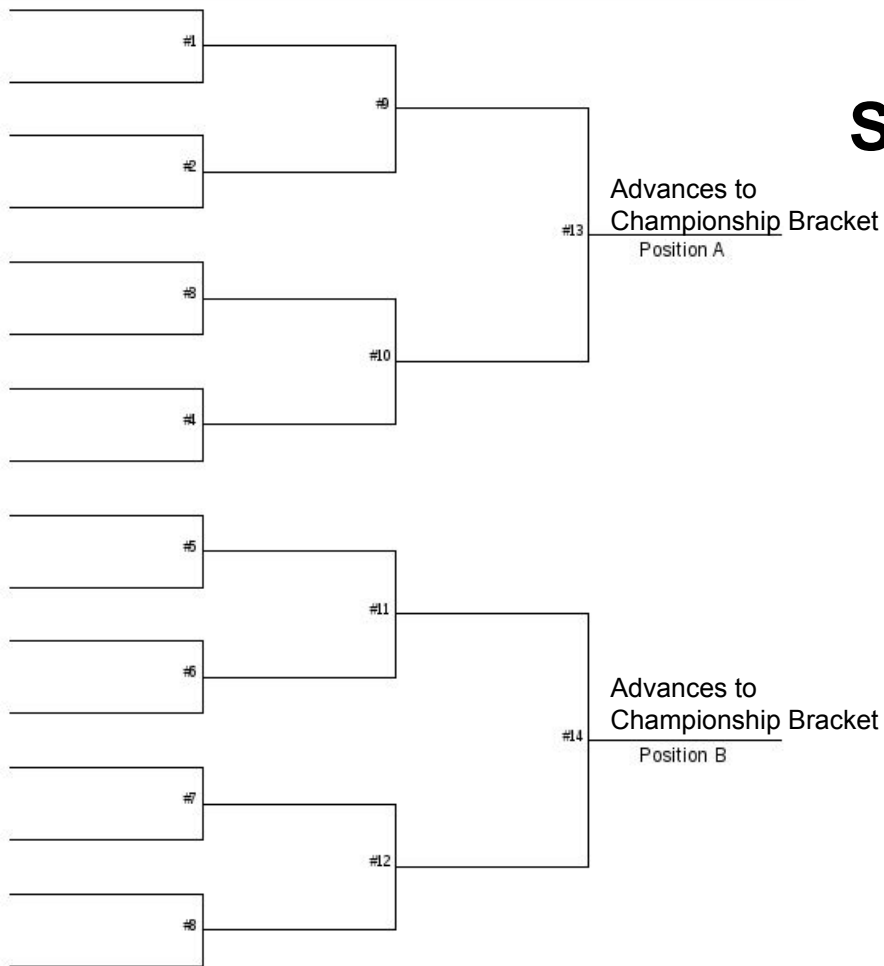 #1
#9
S
#2
Advances to
Championship Bracket
#13
Position A
#3
#10
#4
#5
#11
#6
Advances to
Championship Bracket
#14
Position B
#7
#12
#8